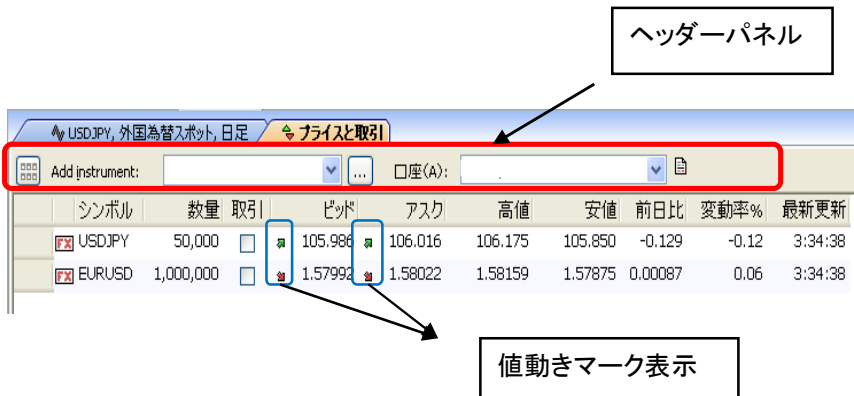 ヘッダーパネル
USDJPY, 外国為替スポット, 日足 プライスと取引
Add instrument: ... 口座(A):
シンボル 数量 取引 ビッド アスク 高値 安値 前日比 変動率% 最新更新
FX USDJPY 50,000 105.986 106.016 106.175 105.850 -0.129 -0.12 3:34:38
FX EURUSD 1,000,000 1.57992 1.58022 1.58159 1.57875 0.00087 0.06 3:34:38
値動きマーク表示